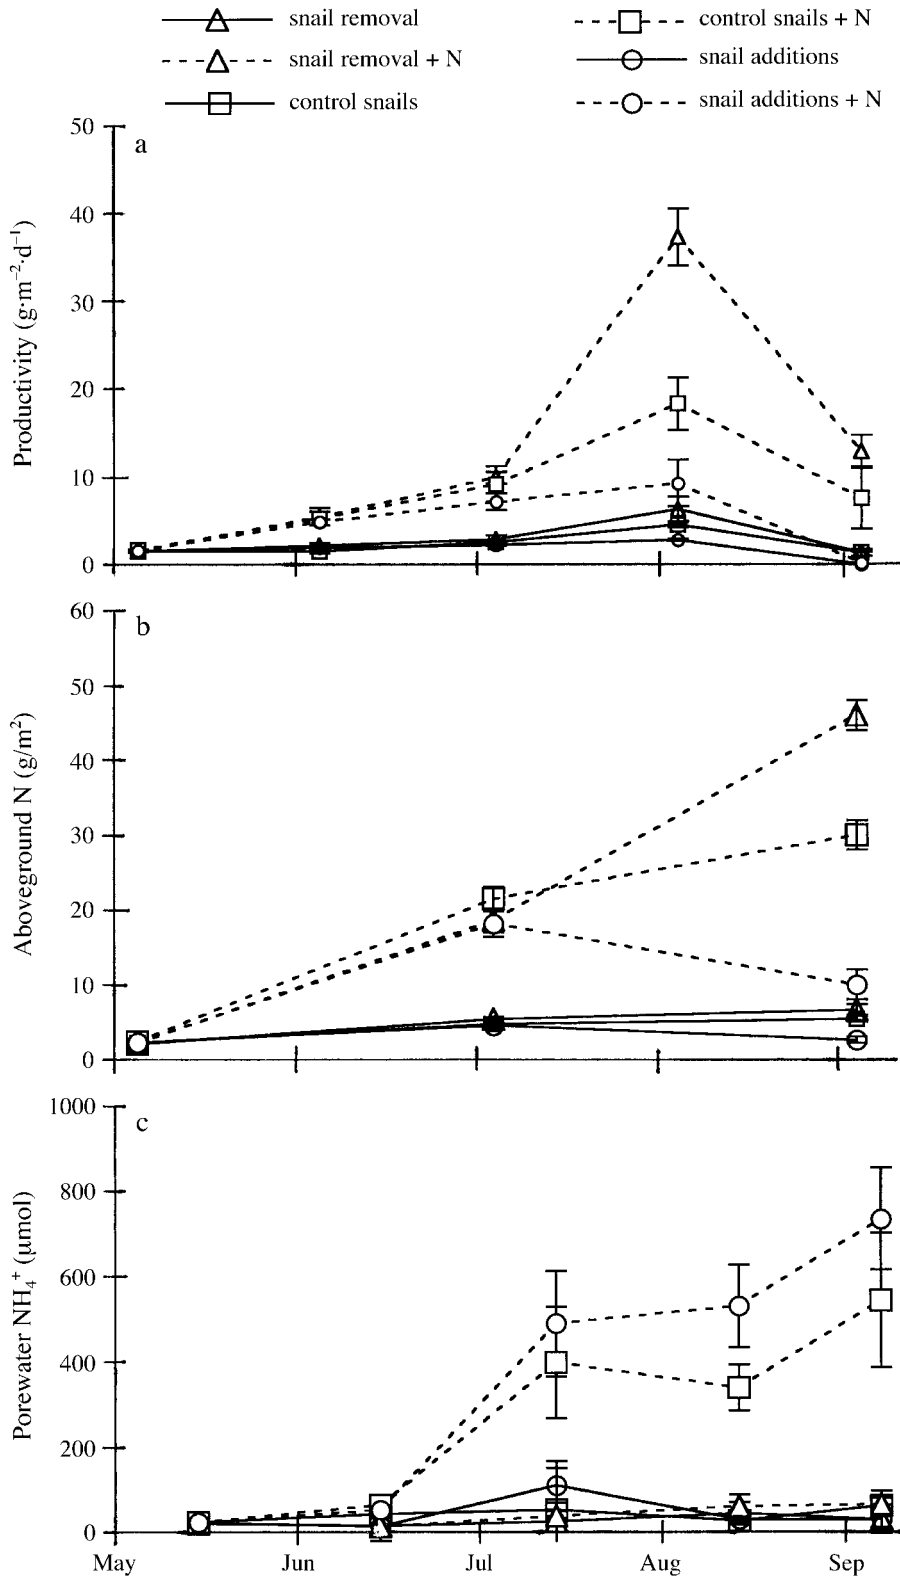 snail removal
control snails + N
snail removal + N
snail additions
control snails
snail additions + N
50
a
40
30
20
10
0
Productivity (g·m⁻²·d⁻¹)
60
b
50
40
30
20
10
0
Aboveground N (g/m²)
1000
c
800
600
400
200
0
Porewater NH₄⁺ (µmol)
May Jun Jul Aug Sep